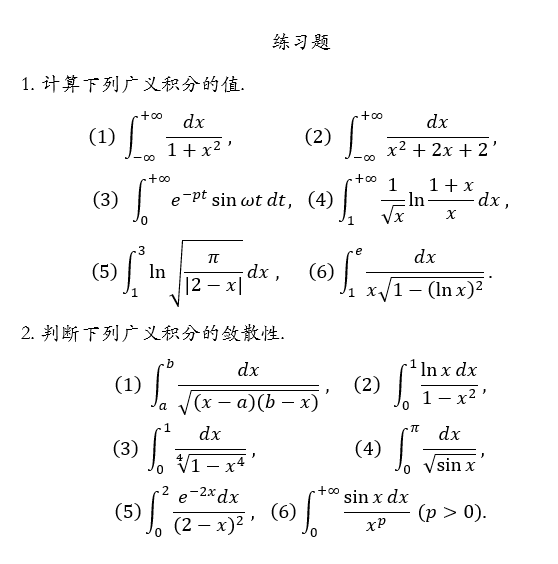 练习题
1. 计算下列广义积分的值.
(1) ∫_{-∞}^{+∞} dx/(1 + x²) , (2) ∫_{-∞}^{+∞} dx/(x² + 2x + 2) ,
(3) ∫_0^{+∞} e^{-pt} sin ωt dt , (4) ∫_1^{+∞} (1/√x) ln((1 + x)/x) dx ,
(5) ∫_1^3 ln √(π/|2 − x|) dx , (6) ∫_1^e dx/(x√(1 − (ln x)²)) .
2. 判断下列广义积分的敛散性.
(1) ∫_a^b dx/√((x − a)(b − x)) , (2) ∫_0^1 ln x dx/(1 − x²) ,
(3) ∫_0^1 dx/∜(1 − x⁴) , (4) ∫_0^π dx/√(sin x) ,
(5) ∫_0^2 e^{-2x}dx/(2 − x)² , (6) ∫_0^{+∞} sin x dx/x^p (p > 0).